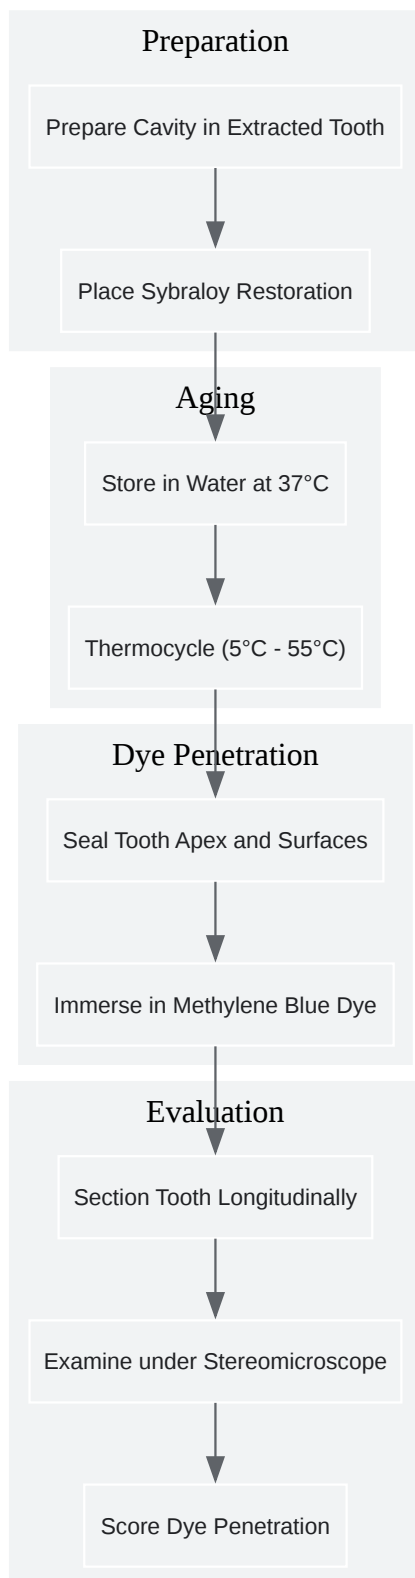 Preparation
Prepare Cavity in Extracted Tooth
Place Sybraloy Restoration
Aging
Store in Water at 37°C
Thermocycle (5°C - 55°C)
Dye Penetration
Seal Tooth Apex and Surfaces
Immerse in Methylene Blue Dye
Evaluation
Section Tooth Longitudinally
Examine under Stereomicroscope
Score Dye Penetration